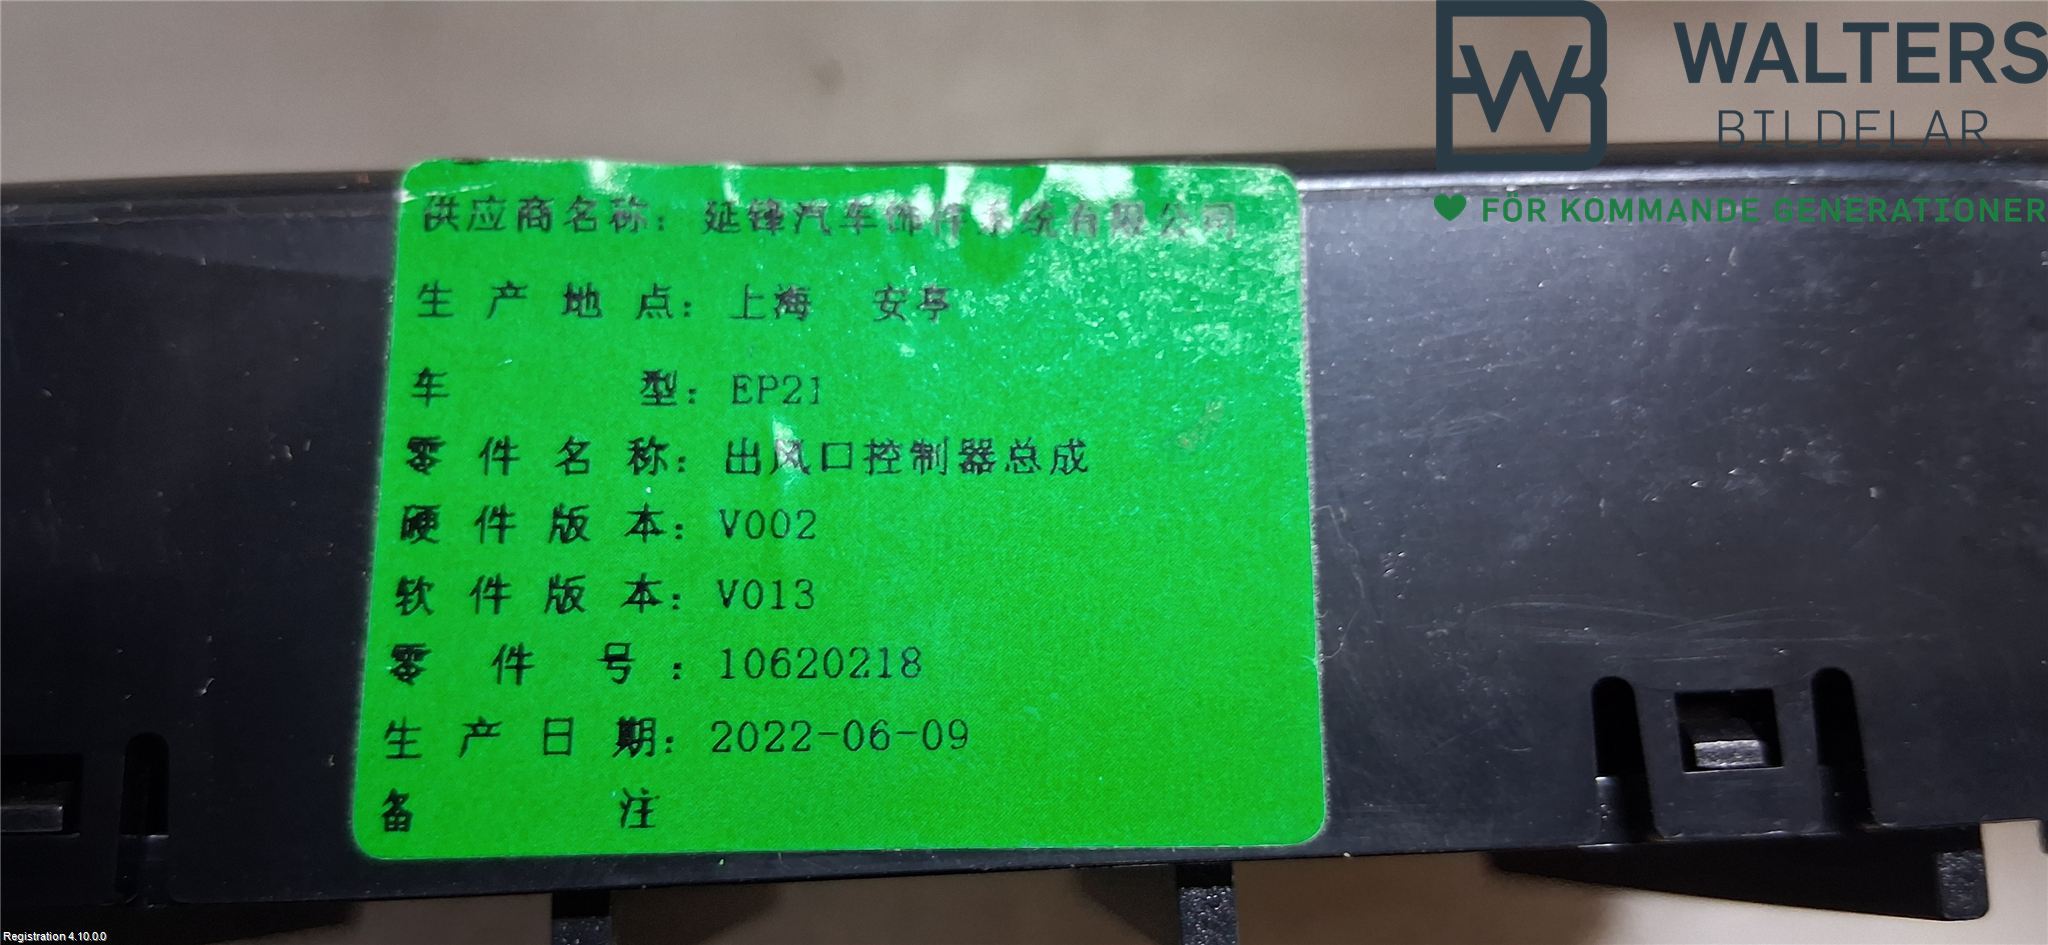 WALTERS
BILDELAR
FÖR KOMMANDE GENERATIONER
供应商名称：延锋汽车饰件系统有限公司
生产地点：上海 安亭
车型：EP21
零件名称：出风口控制器总成
硬件版本：V002
软件版本：V013
零件号：10620218
生产日期：2022-06-09
备注
Registration 4.10.0.0